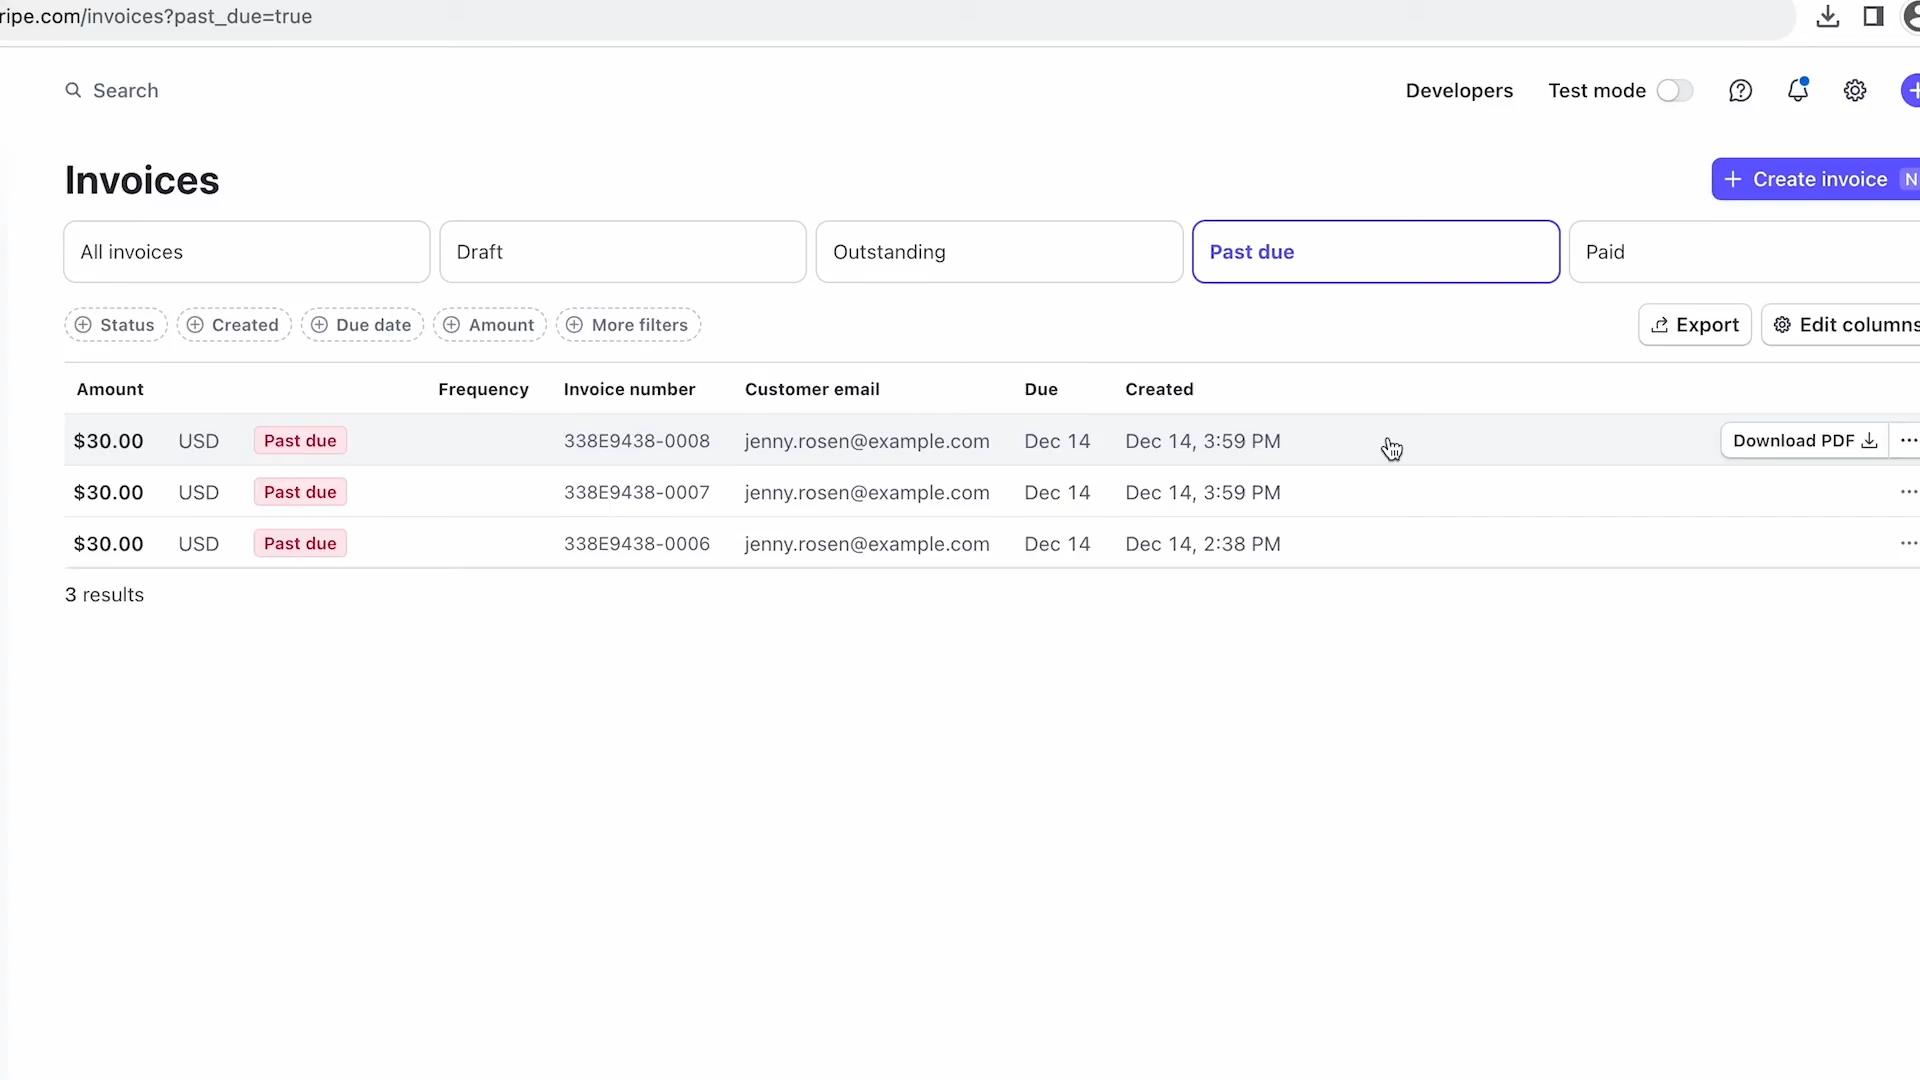 ripe.com/invoices?past_due=true
Search
Developers Test mode
Invoices
Create invoice N
All invoices Draft Outstanding Past due Paid
Status Created Due date Amount More filters Export Edit columns
Amount Frequency Invoice number Customer email Due Created
$30.00 USD Past due 338E9438-0008 jenny.rosen@example.com Dec 14 Dec 14, 3:59 PM Download PDF
$30.00 USD Past due 338E9438-0007 jenny.rosen@example.com Dec 14 Dec 14, 3:59 PM
$30.00 USD Past due 338E9438-0006 jenny.rosen@example.com Dec 14 Dec 14, 2:38 PM
3 results